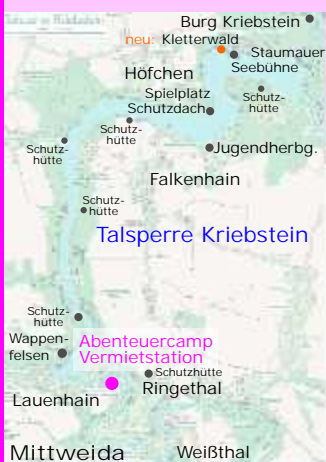 Burg Kriebstein
neu: Kletterwald
Staumauer
Seebühne
Höfchen
Spielplatz
Schutzdach
Schutz-
hütte
Schutz-
hütte
Schutz-
hütte
Jugendherbg.
Falkenhain
Schutz-
hütte
Talsperre Kriebstein
Schutz-
hütte
Wappen-
felsen
Abenteuercamp
Vermietstation
Schutzhütte
Ringethal
Lauenhain
Mittweida
Weißthal